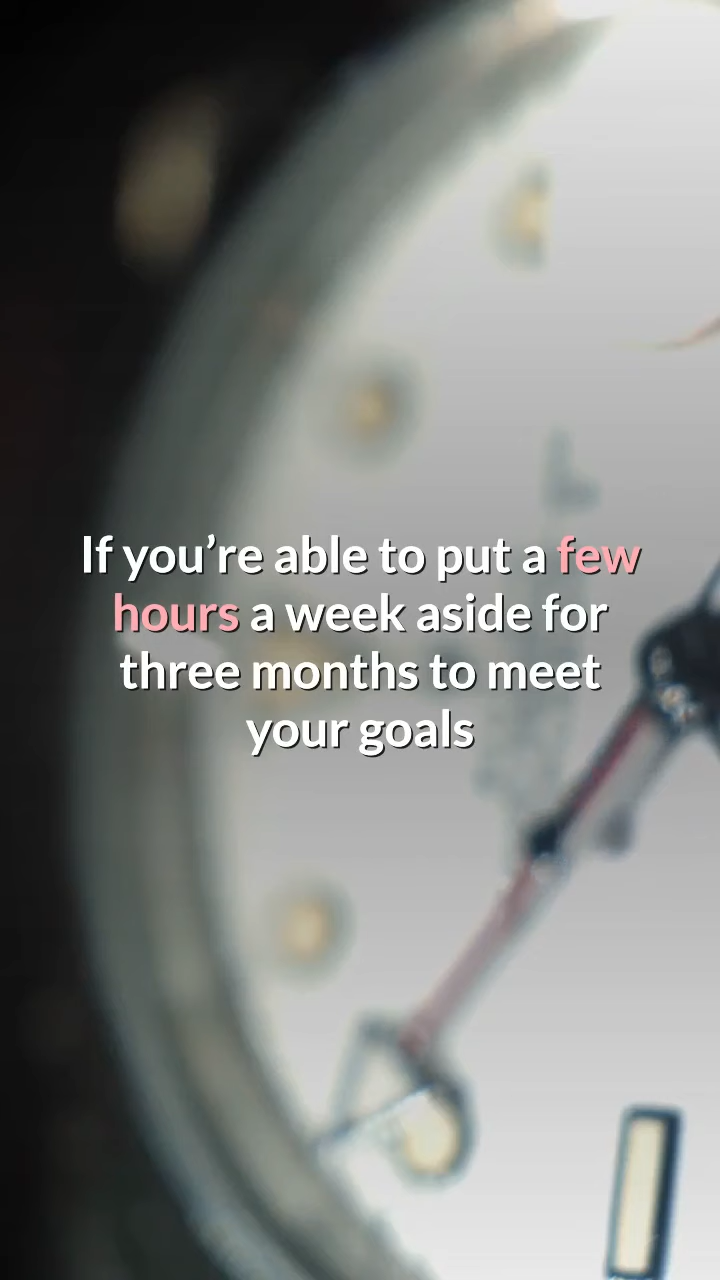 If you’re able to put a few
hours a week aside for
three months to meet
your goals